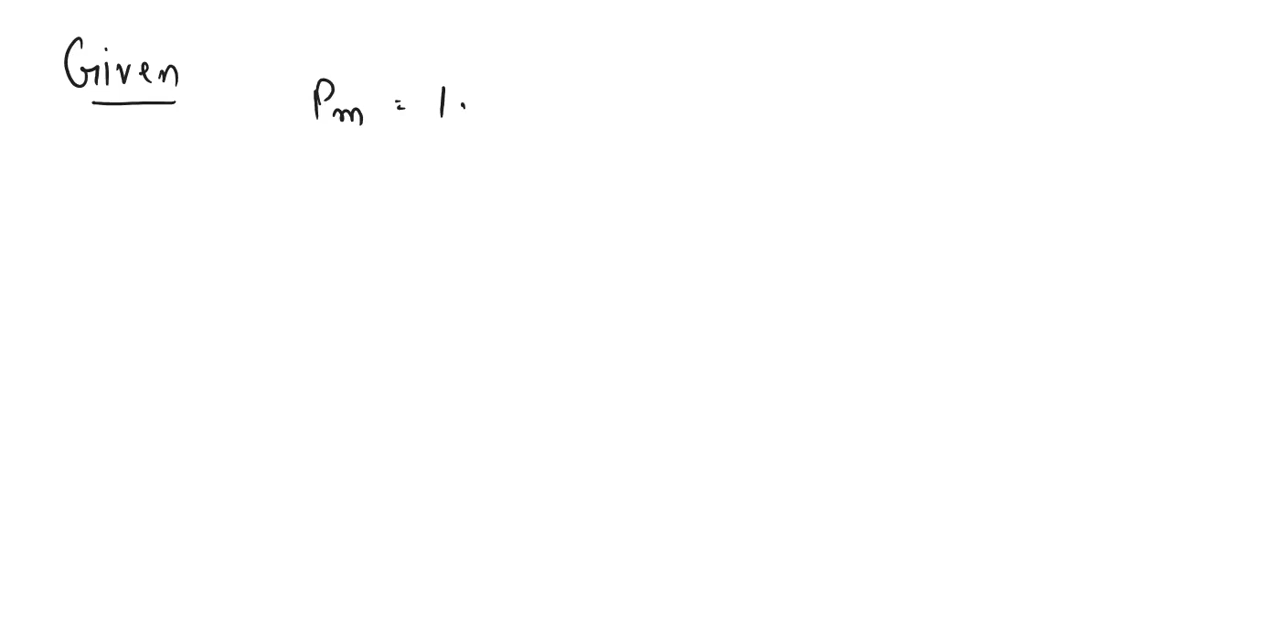 Given
Pm = 1.